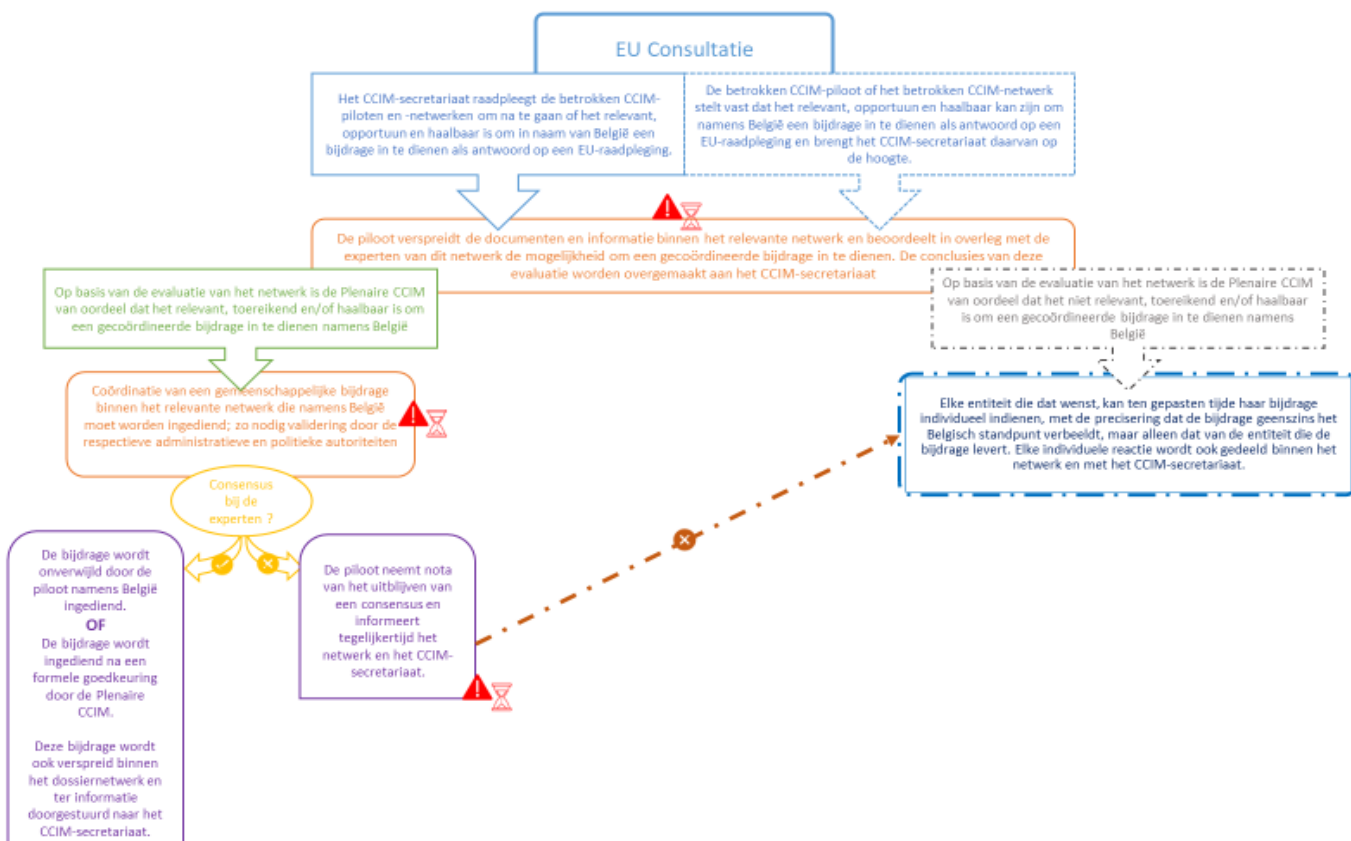 EU Consultatie
Het CCIM-secretariaat raadpleegt de betrokken CCIM-
piloten en -netwerken om na te gaan of het relevant,
opportuun en haalbaar is om in naam van België een
bijdrage in te dienen als antwoord op een EU-raadpleging.
De betrokken CCIM-piloot of het betrokken CCIM-netwerk
stelt vast dat het relevant, opportuun en haalbaar kan zijn om
namens België een bijdrage in te dienen als antwoord op een
EU-raadpleging en brengt het CCIM-secretariaat daarvan op
de hoogte.
De piloot verspreidt de documenten en informatie binnen het relevante netwerk en beoordeelt in overleg met de
experten van dit netwerk de mogelijkheid om een gecoördineerde bijdrage in te dienen. De conclusies van deze
evaluatie worden overgemaakt aan het CCIM-secretariaat
Op basis van de evaluatie van het netwerk is de Plenaire CCIM
van oordeel dat het relevant, toereikend en/of haalbaar is om
een gecoördineerde bijdrage in te dienen namens België
Op basis van de evaluatie van het netwerk is de Plenaire CCIM
van oordeel dat het niet relevant, toereikend en/of haalbaar
is om een gecoördineerde bijdrage in te dienen namens
België
Coördinatie van een gemeenschappelijke bijdrage
binnen het relevante netwerk die namens België
moet worden ingediend; zo nodig validering door de
respectieve administratieve en politieke autoriteiten
Elke entiteit die dat wenst, kan ten gepasten tijde haar bijdrage
individueel indienen, met de precisering dat de bijdrage geenszins het
Belgisch standpunt verbeeldt, maar alleen dat van de entiteit die de
bijdrage levert. Elke individuele reactie wordt ook gedeeld binnen het
netwerk en met het CCIM-secretariaat.
Consensus
bij de
experten ?
De bijdrage wordt
onverwijld door de
piloot namens België
ingediend.
OF
De bijdrage wordt
ingediend na een
formele goedkeuring
door de Plenaire
CCIM.
Deze bijdrage wordt
ook verspreid binnen
het dossiernetwerk en
ter informatie
doorgestuurd naar het
CCIM-secretariaat.
De piloot neemt nota
van het uitblijven van
een consensus en
informeert
tegelijkertijd het
netwerk en het CCIM-
secretariaat.